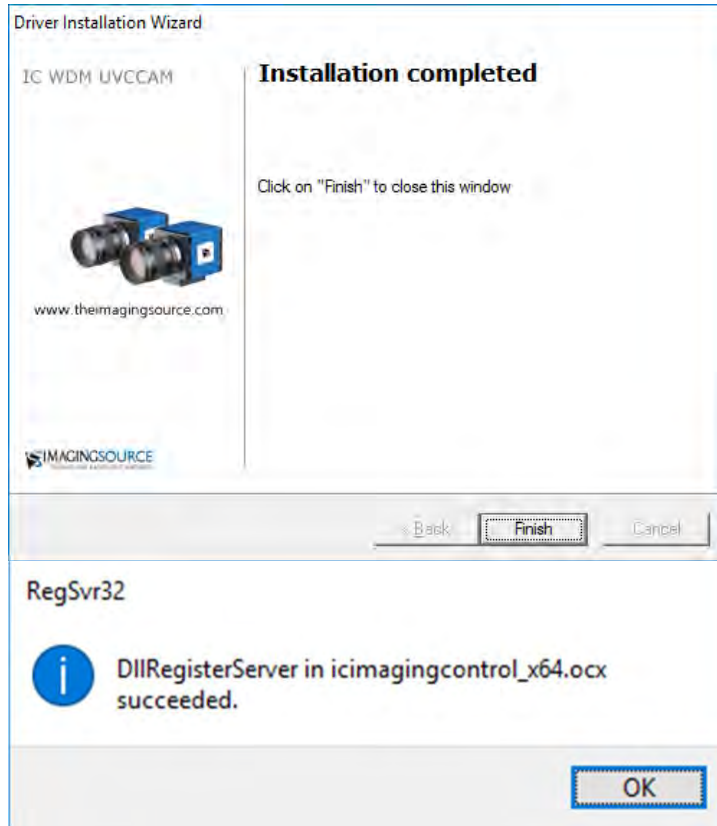 Driver Installation Wizard
IC WDM UVCCAM
Installation completed
Click on "Finish" to close this window
www.theimagingsource.com
THE IMAGINGSOURCE
< Back
Finish
Cancel
RegSvr32
DllRegisterServer in icimagingcontrol_x64.ocx
succeeded.
OK